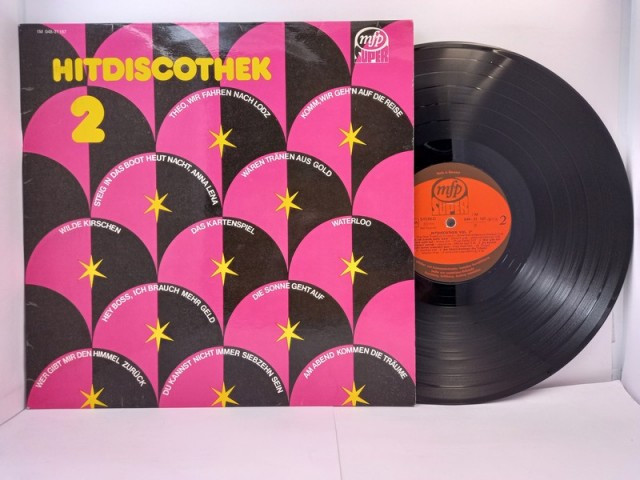 HITDISCOTHEK
2
mfp
SUPER
THEO, WIR FAHREN NACH LODZ
KOMM, WIR GEH'N AUF DIE REISE
STEIG IN DAS BOOT HEUT NACHT, ANNA LENA
WÄREN TRÄNEN AUS GOLD
WILDE KIRSCHEN
DAS KARTENSPIEL
WATERLOO
HEY BOSS, ICH BRAUCH MEHR GELD
DIE SONNE GEHT AUF
WER GIBT MIR DEN HIMMEL ZURÜCK
DU KANNST NICHT IMMER SIEBZEHN SEIN
AM ABEND KOMMEN DIE TRÄUME
mfp
SUPER
2